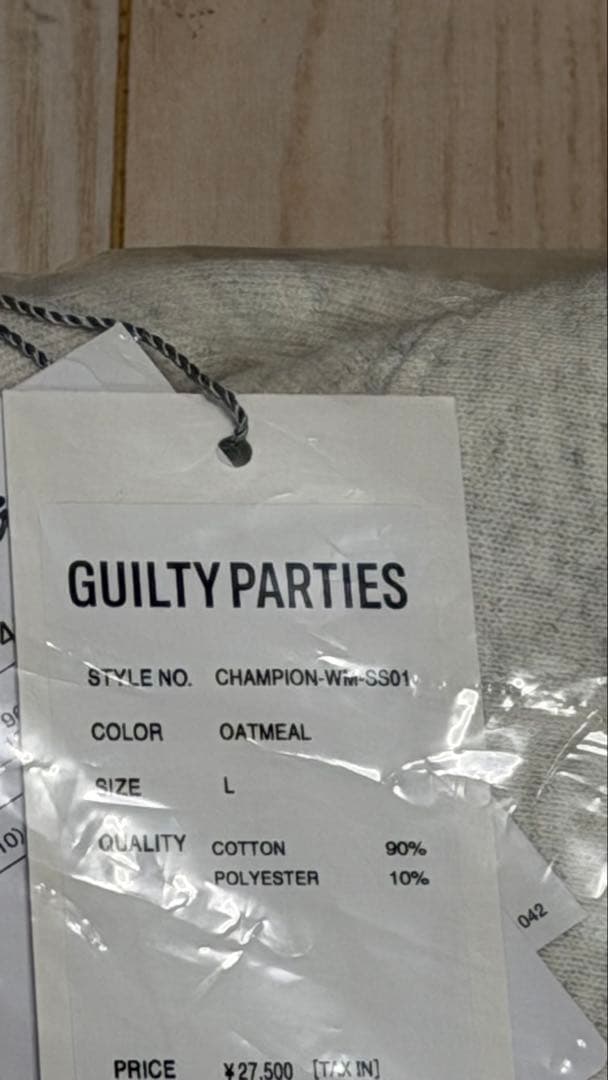 GUILTY PARTIES
STYLE NO. CHAMPION-WM-SS01
COLOR OATMEAL
SIZE L
QUALITY COTTON 90%
POLYESTER 10%
042
PRICE ¥27,500 [TAX IN]